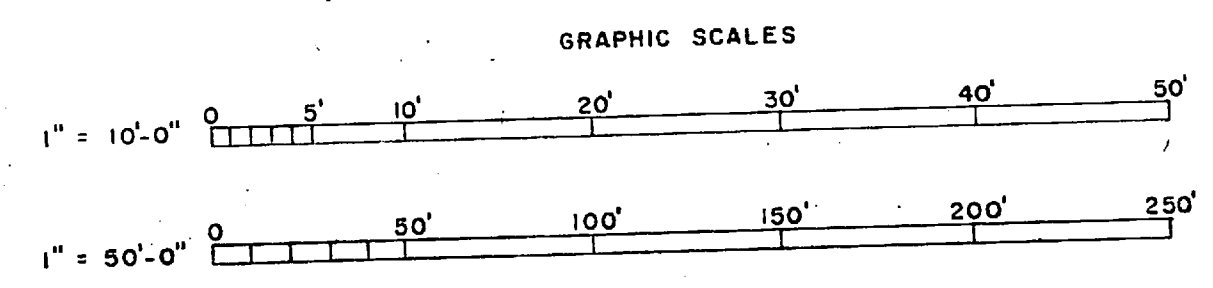 GRAPHIC SCALES
0 5' 10' 20' 30' 40' 50'
1" = 10'-0"
0 50' 100' 150' 200' 250'
1" = 50'-0"